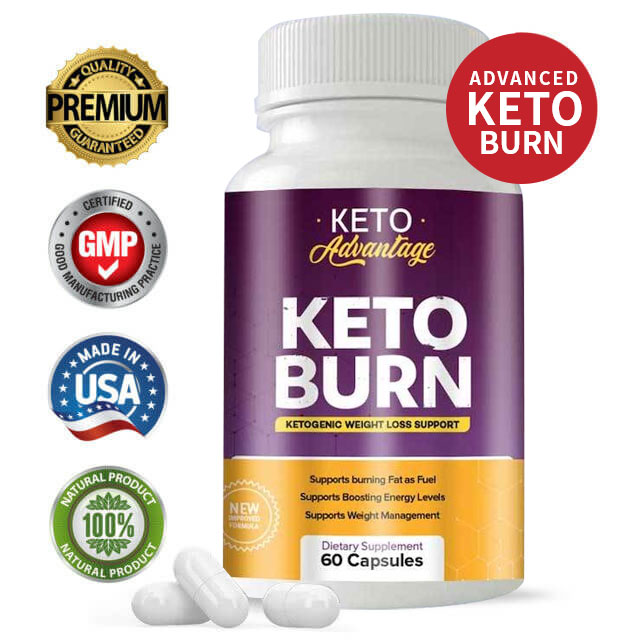 QUALITY
PREMIUM
GUARANTEED
CERTIFIED
GMP
GOOD MANUFACTURING PRACTICE
MADE IN
USA
NATURAL PRODUCT
100%
NATURAL PRODUCT
ADVANCED
KETO
BURN
· KETO ·
Advantage
KETO
BURN
KETOGENIC WEIGHT LOSS SUPPORT
Supports burning Fat as Fuel
Supports Boosting Energy Levels
Supports Weight Management
NEW
IMPROVED
FORMULA
Dietary Supplement
60 Capsules